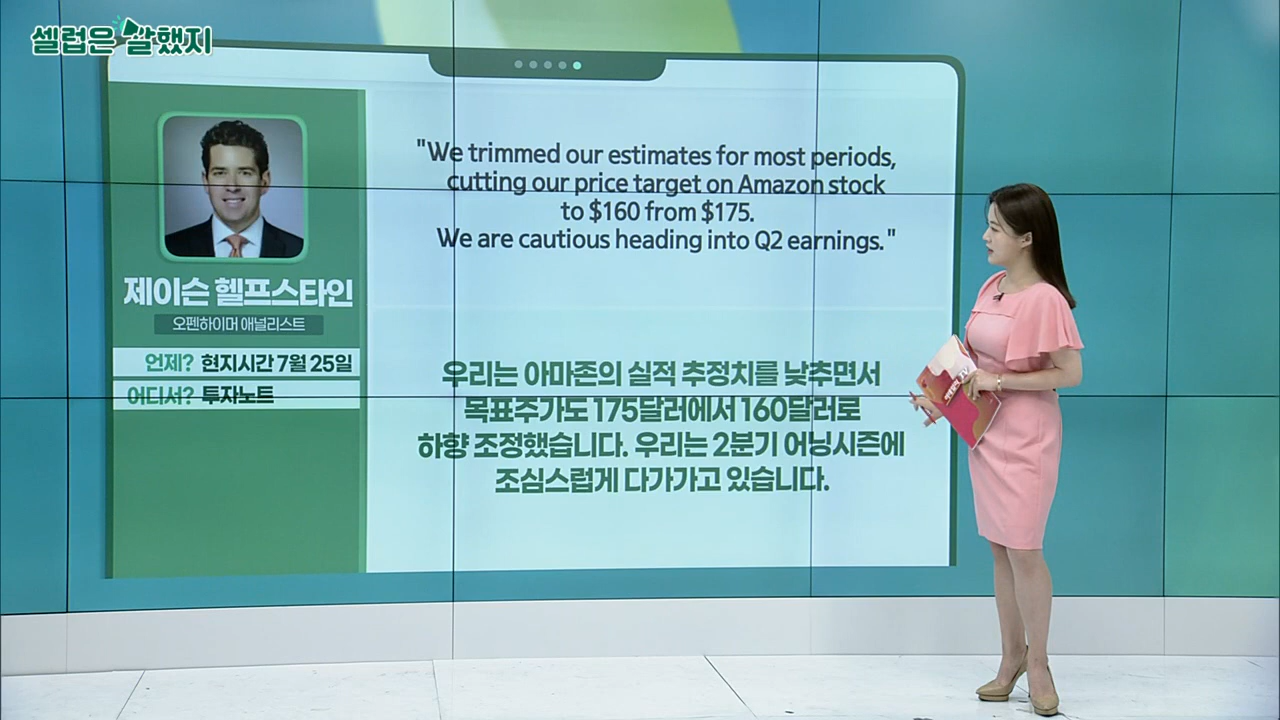 셀럽은 말했지
"We trimmed our estimates for most periods,
cutting our price target on Amazon stock
to $160 from $175.
We are cautious heading into Q2 earnings."
제이슨 헬프스타인
오펜하이머 애널리스트
언제? 현지시간 7월 25일
어디서? 투자노트
우리는 아마존의 실적 추정치를 낮추면서
목표주가도 175달러에서 160달러로
하향 조정했습니다. 우리는 2분기 어닝시즌에
조심스럽게 다가가고 있습니다.